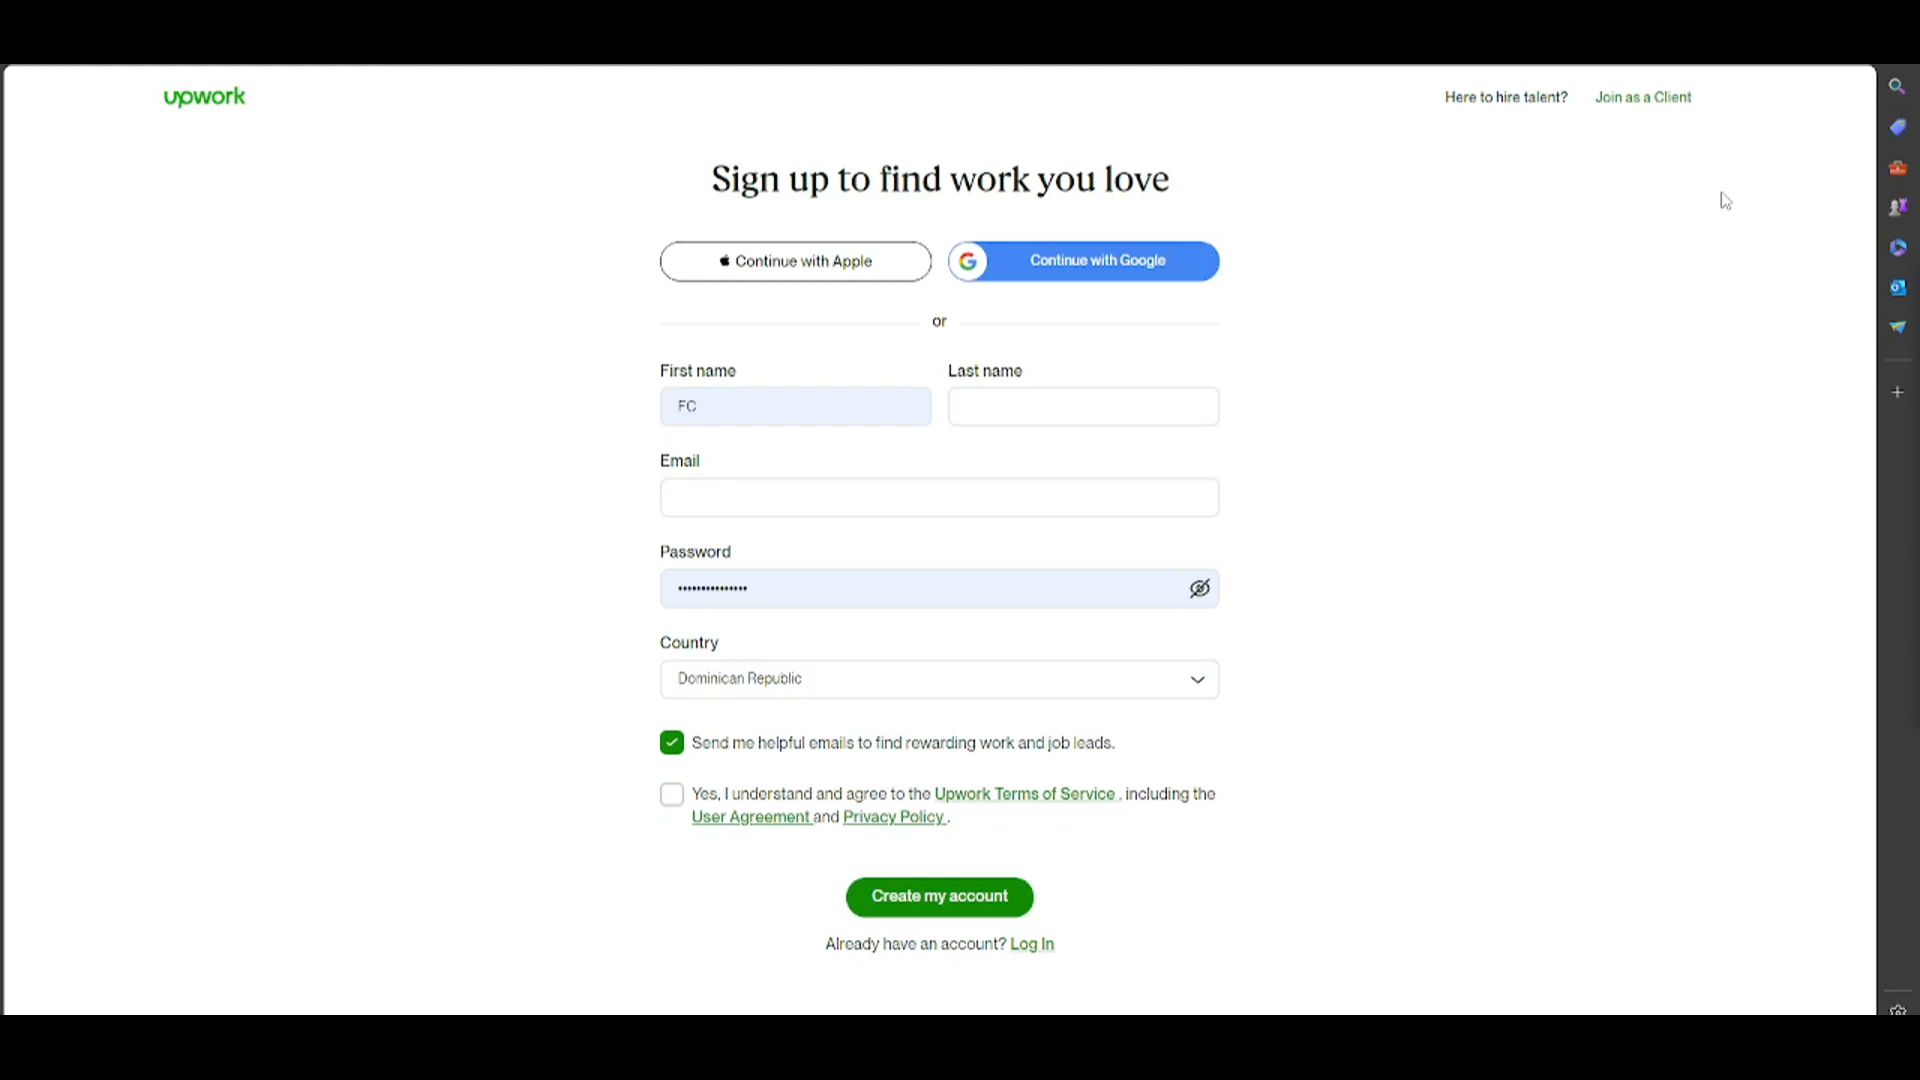 upwork
Here to hire talent? Join as a Client
Sign up to find work you love
Continue with Apple
Continue with Google
or
First name
Last name
FC
Email
Password
•••••••••••••••
Country
Dominican Republic
Send me helpful emails to find rewarding work and job leads.
Yes, I understand and agree to the Upwork Terms of Service , including the
User Agreement and Privacy Policy .
Create my account
Already have an account? Log In